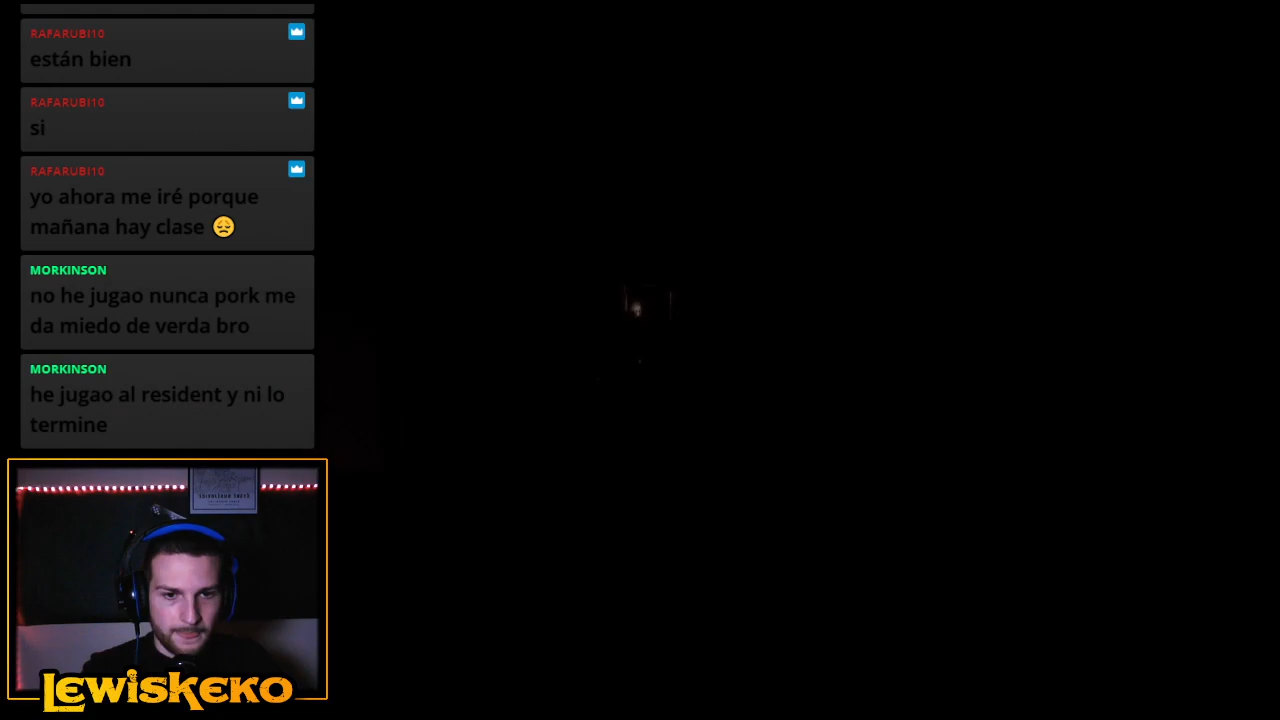 RAFARUBI10
están bien
RAFARUBI10
si
RAFARUBI10
yo ahora me iré porque
mañana hay clase 😔
MORKINSON
no he jugao nunca pork me
da miedo de verda bro
MORKINSON
he jugao al resident y ni lo
termine
LEWISKEKO